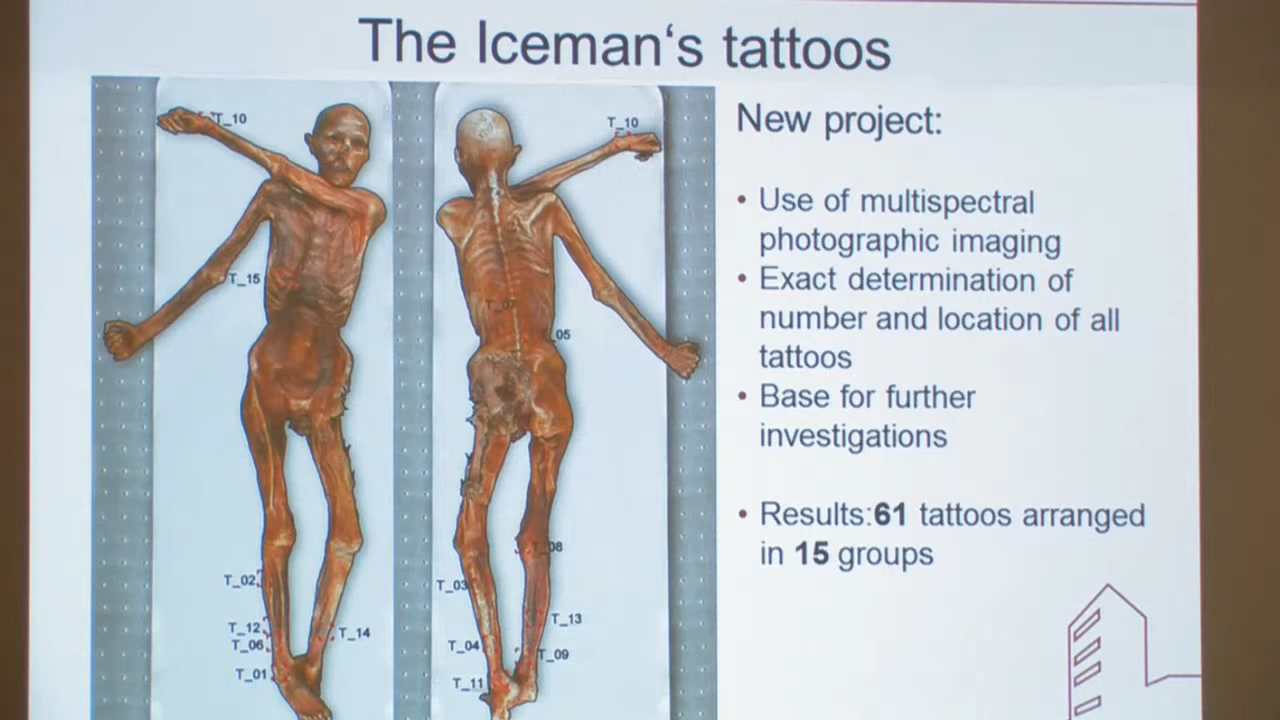 The Iceman‘s tattoos
T_10
T_10
New project:
• Use of multispectral
photographic imaging
• Exact determination of
number and location of all
tattoos
• Base for further
investigations
• Results:61 tattoos arranged
in 15 groups
T_15
T_07
05
T_08
T_02
T_03
T_12
T_13
T_14
T_06
T_04
T_09
T_01
T_11